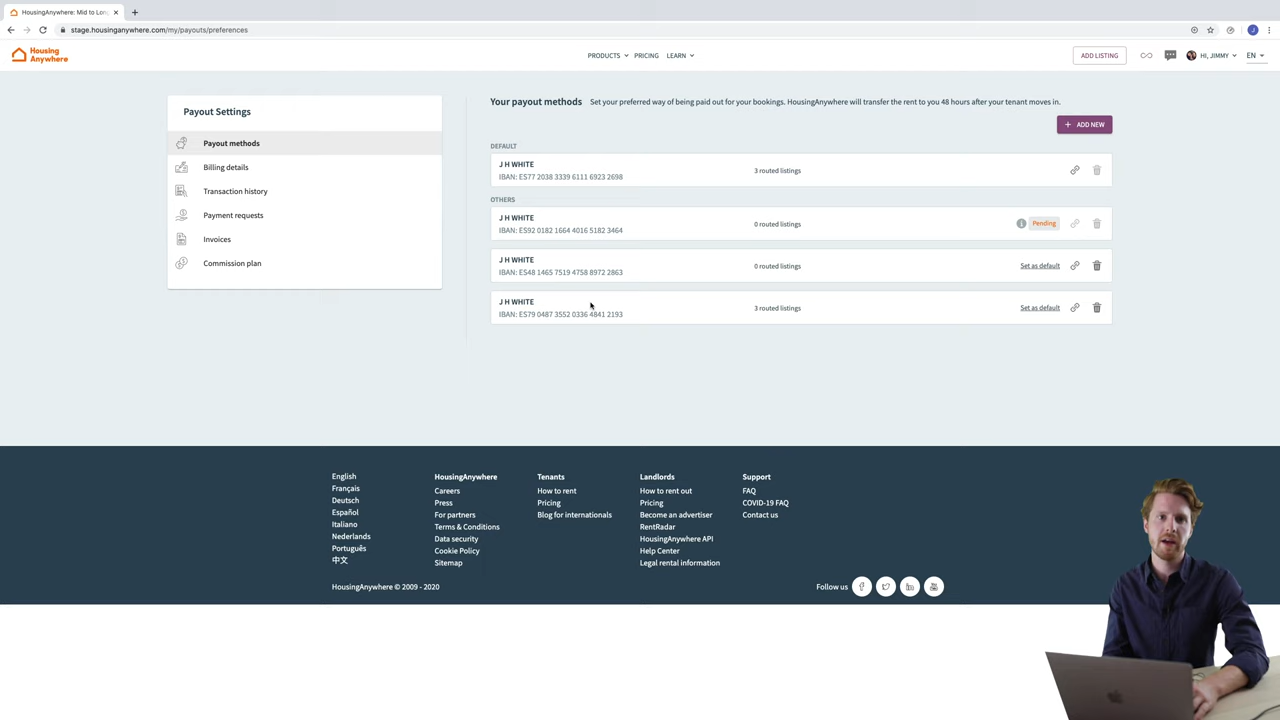 HousingAnywhere: Mid to Long
stage.housinganywhere.com/my/payouts/preferences
J
Housing
Anywhere
PRODUCTS
PRICING
LEARN
ADD LISTING
HI, JIMMY
EN
Payout Settings
Payout methods
Billing details
Transaction history
Payment requests
Invoices
Commission plan
Your payout methods
Set your preferred way of being paid out for your bookings. HousingAnywhere will transfer the rent to you 48 hours after your tenant moves in.
+ ADD NEW
DEFAULT
J H WHITE
IBAN: ES77 2038 3339 6111 6923 2698
3 routed listings
OTHERS
J H WHITE
IBAN: ES92 0182 1664 4016 5182 3464
0 routed listings
Pending
J H WHITE
IBAN: ES48 1465 7519 4758 8972 2863
0 routed listings
Set as default
J H WHITE
IBAN: ES79 0487 3552 0336 4841 2193
3 routed listings
Set as default
English
Français
Deutsch
Español
Italiano
Nederlands
Português
中文
HousingAnywhere
Careers
Press
For partners
Terms & Conditions
Data security
Cookie Policy
Sitemap
Tenants
How to rent
Pricing
Blog for internationals
Landlords
How to rent out
Pricing
Become an advertiser
RentRadar
HousingAnywhere API
Help Center
Legal rental information
Support
FAQ
COVID-19 FAQ
Contact us
HousingAnywhere © 2009 - 2020
Follow us